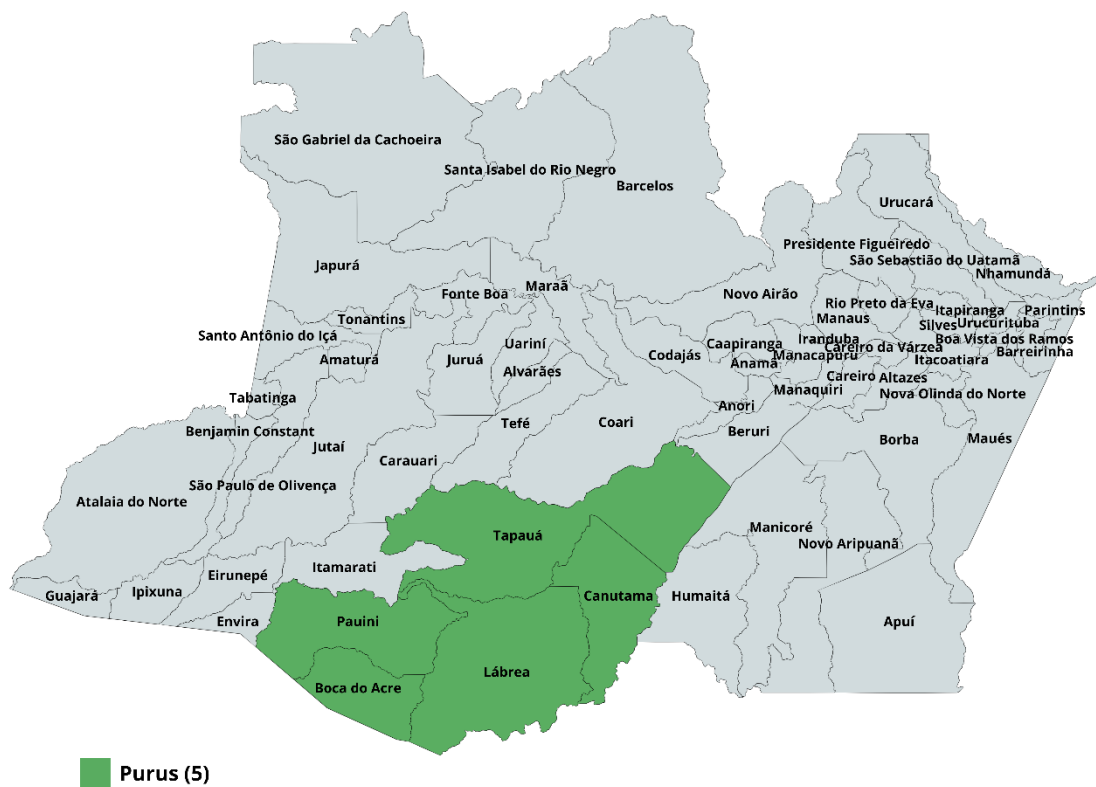 São Gabriel da Cachoeira
Santa Isabel do Rio Negro
Barcelos
Urucará
Presidente Figueiredo
São Sebastião do Uatamã
Nhamundá
Japurá
Maraã
Fonte Boa
Novo Airão
Rio Preto da Eva
Itapiranga
Parintins
Tonantins
Manaus
Silves
Urucurituba
Santo Antônio do Içá
Uariní
Caapiranga
Iranduba
Boa Vista dos Ramos
Careiro da Várzea
Barreirinha
Amaturá
Juruá
Alvarães
Codajás
Anamã
Manacapuru
Itacoatiara
Careiro
Altazes
Manaquiri
Nova Olinda do Norte
Tabatinga
Anori
Tefé
Coari
Beruri
Benjamin Constant
Jutaí
Borba
Maués
Carauari
São Paulo de Olivença
Atalaia do Norte
Manicoré
Tapauá
Novo Aripuanã
Itamarati
Eirunepé
Guajará
Ipixuna
Canutama
Humaitá
Envira
Pauini
Apuí
Lábrea
Boca do Acre
Purus (5)